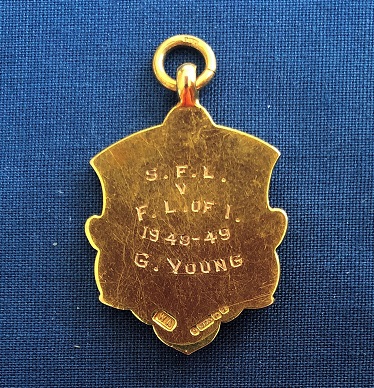 S. F. L.
V
F. L. OF I.
1948-49
G. YOUNG